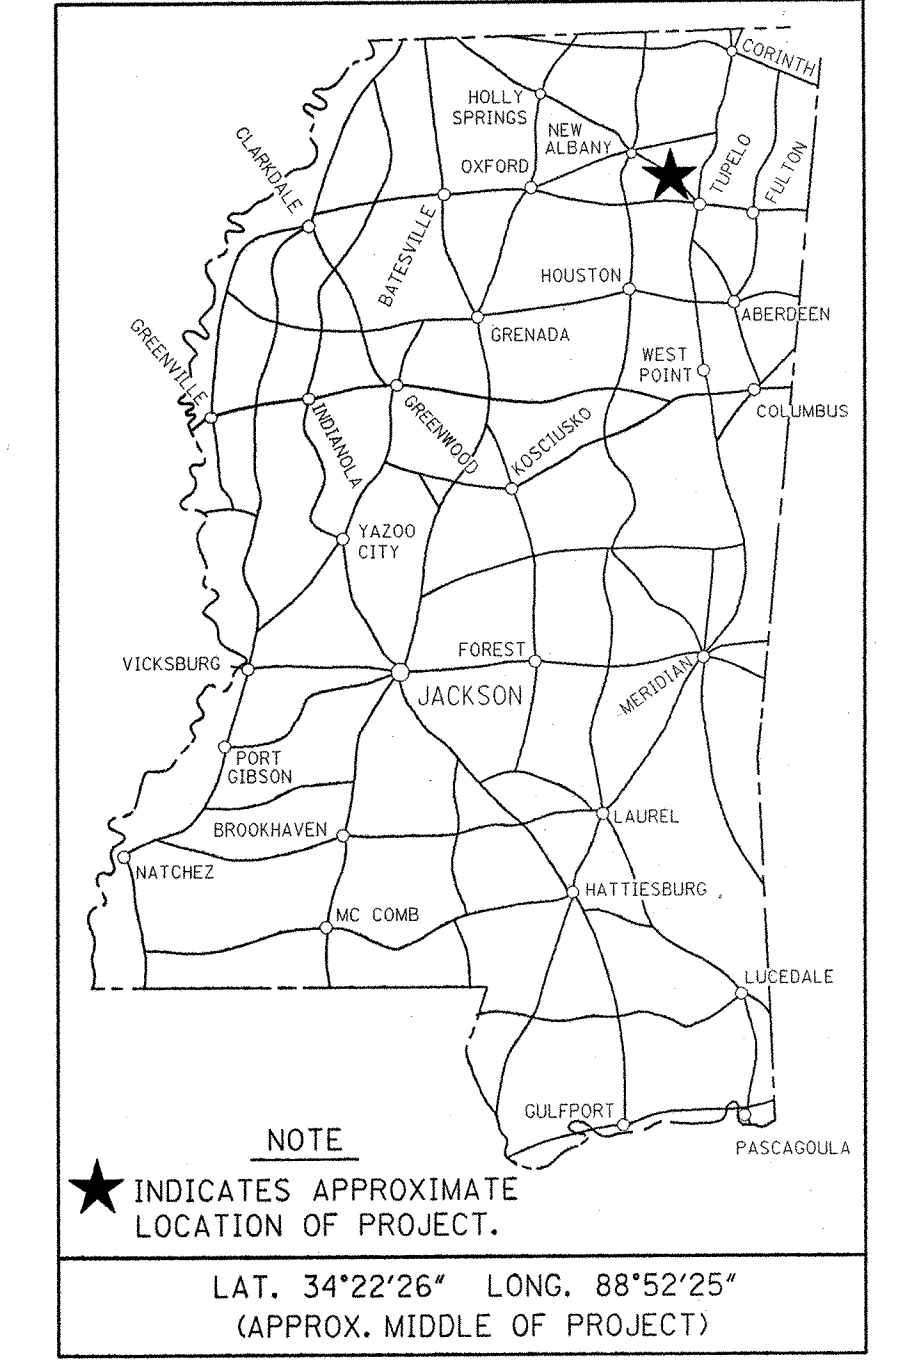 CORINTH
HOLLY
SPRINGS
NEW
ALBANY
OXFORD
TUPELO
FULTON
CLARKDALE
BATESVILLE
HOUSTON
ABERDEEN
GRENADA
GREENVILLE
WEST
POINT
COLUMBUS
INDIANOLA
GREENWOOD
KOSCIUSKO
YAZOO
CITY
VICKSBURG
FOREST
JACKSON
MERIDIAN
PORT
GIBSON
BROOKHAVEN
LAUREL
NATCHEZ
HATTIESBURG
MC COMB
LUCEDALE
GULFPORT
PASCAGOULA
NOTE
INDICATES APPROXIMATE
LOCATION OF PROJECT.
LAT. 34°22'26" LONG. 88°52'25"
(APPROX. MIDDLE OF PROJECT)